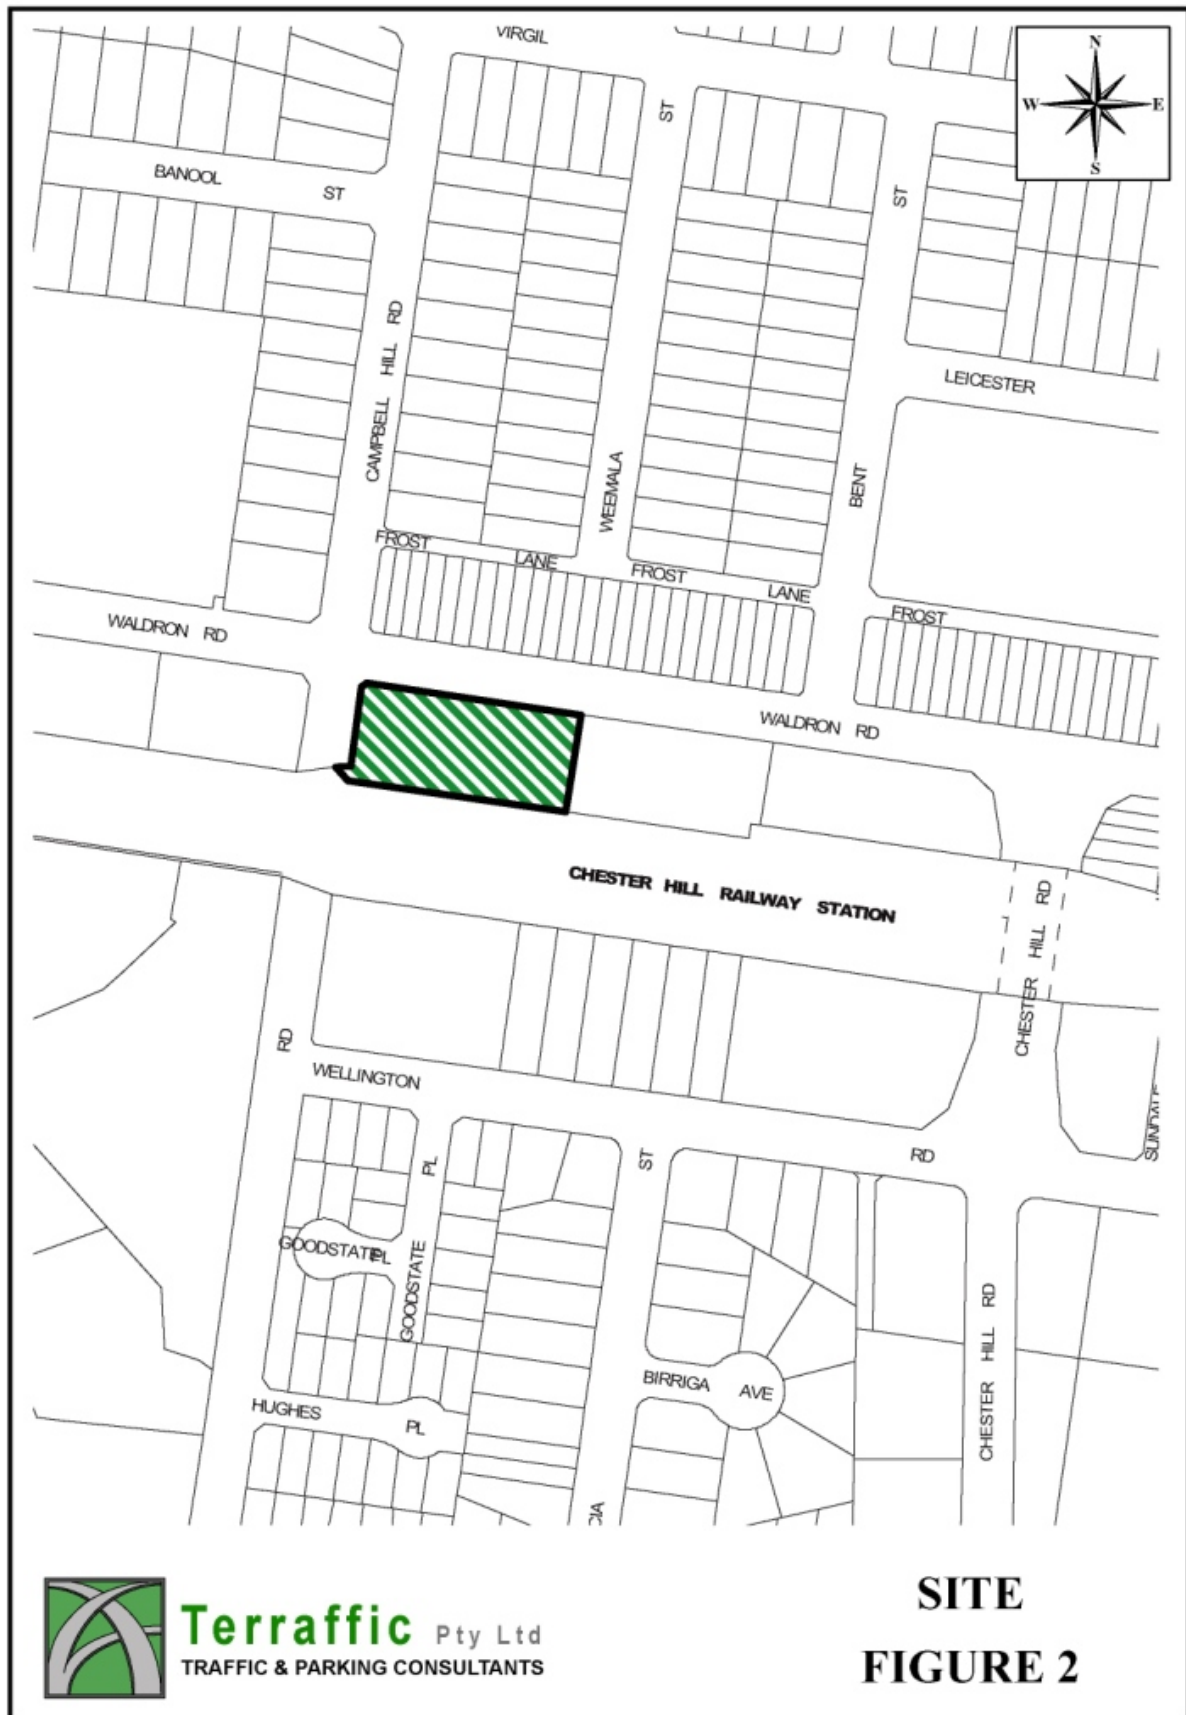 VIRGIL
N
W E
S
ST
BANOOL ST
ST
CAMPBELL HILL RD
LEICESTER
WEEMALA
BENT
FROST LANE
FROST LANE
FROST
WALDRON RD
WALDRON RD
CHESTER HILL RAILWAY STATION
CHESTER HILL RD
RD
WELLINGTON
RD
ST
PL
GOODSTATE PL
GOODSTATE
CHESTER HILL RD
BIRRIGA AVE
HUGHES PL
Terraffic Pty Ltd
TRAFFIC & PARKING CONSULTANTS
SITE
FIGURE 2